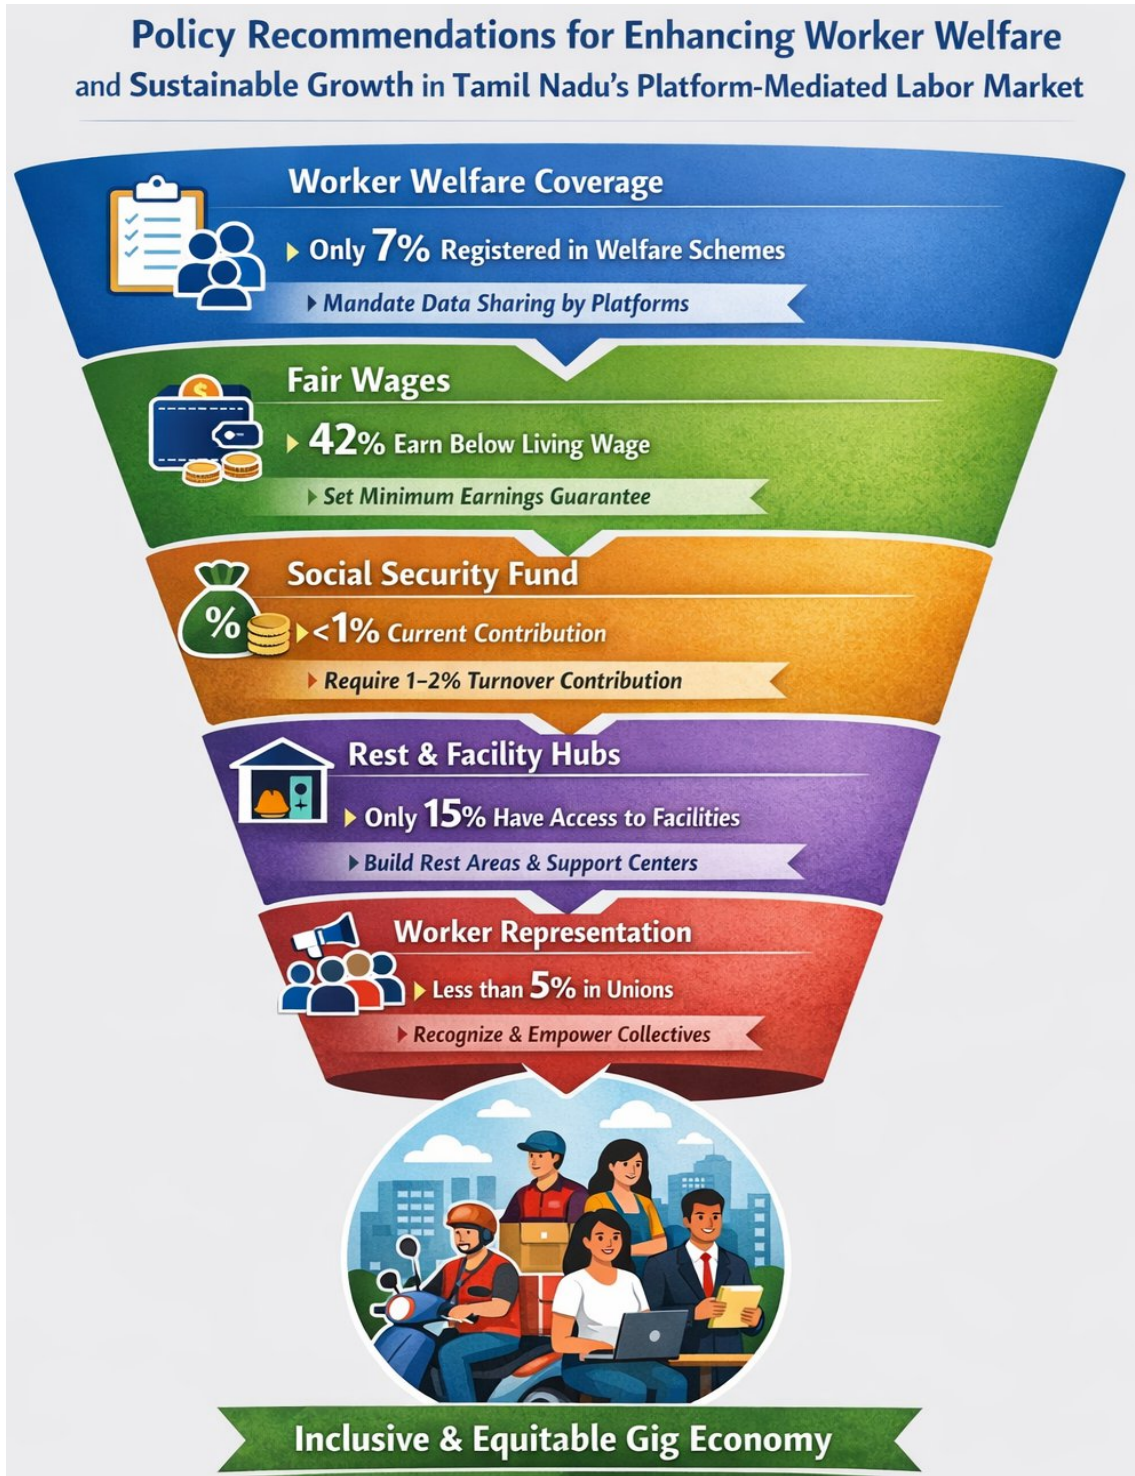 Policy Recommendations for Enhancing Worker Welfare
and Sustainable Growth in Tamil Nadu's Platform-Mediated Labor Market
Worker Welfare Coverage
Only 7% Registered in Welfare Schemes
Mandate Data Sharing by Platforms
Fair Wages
$
42% Earn Below Living Wage
Set Minimum Earnings Guarantee
Social Security Fund
%
<1% Current Contribution
Require 1–2% Turnover Contribution
Rest & Facility Hubs
Only 15% Have Access to Facilities
Build Rest Areas & Support Centers
Worker Representation
Less than 5% in Unions
Recognize & Empower Collectives
Inclusive & Equitable Gig Economy